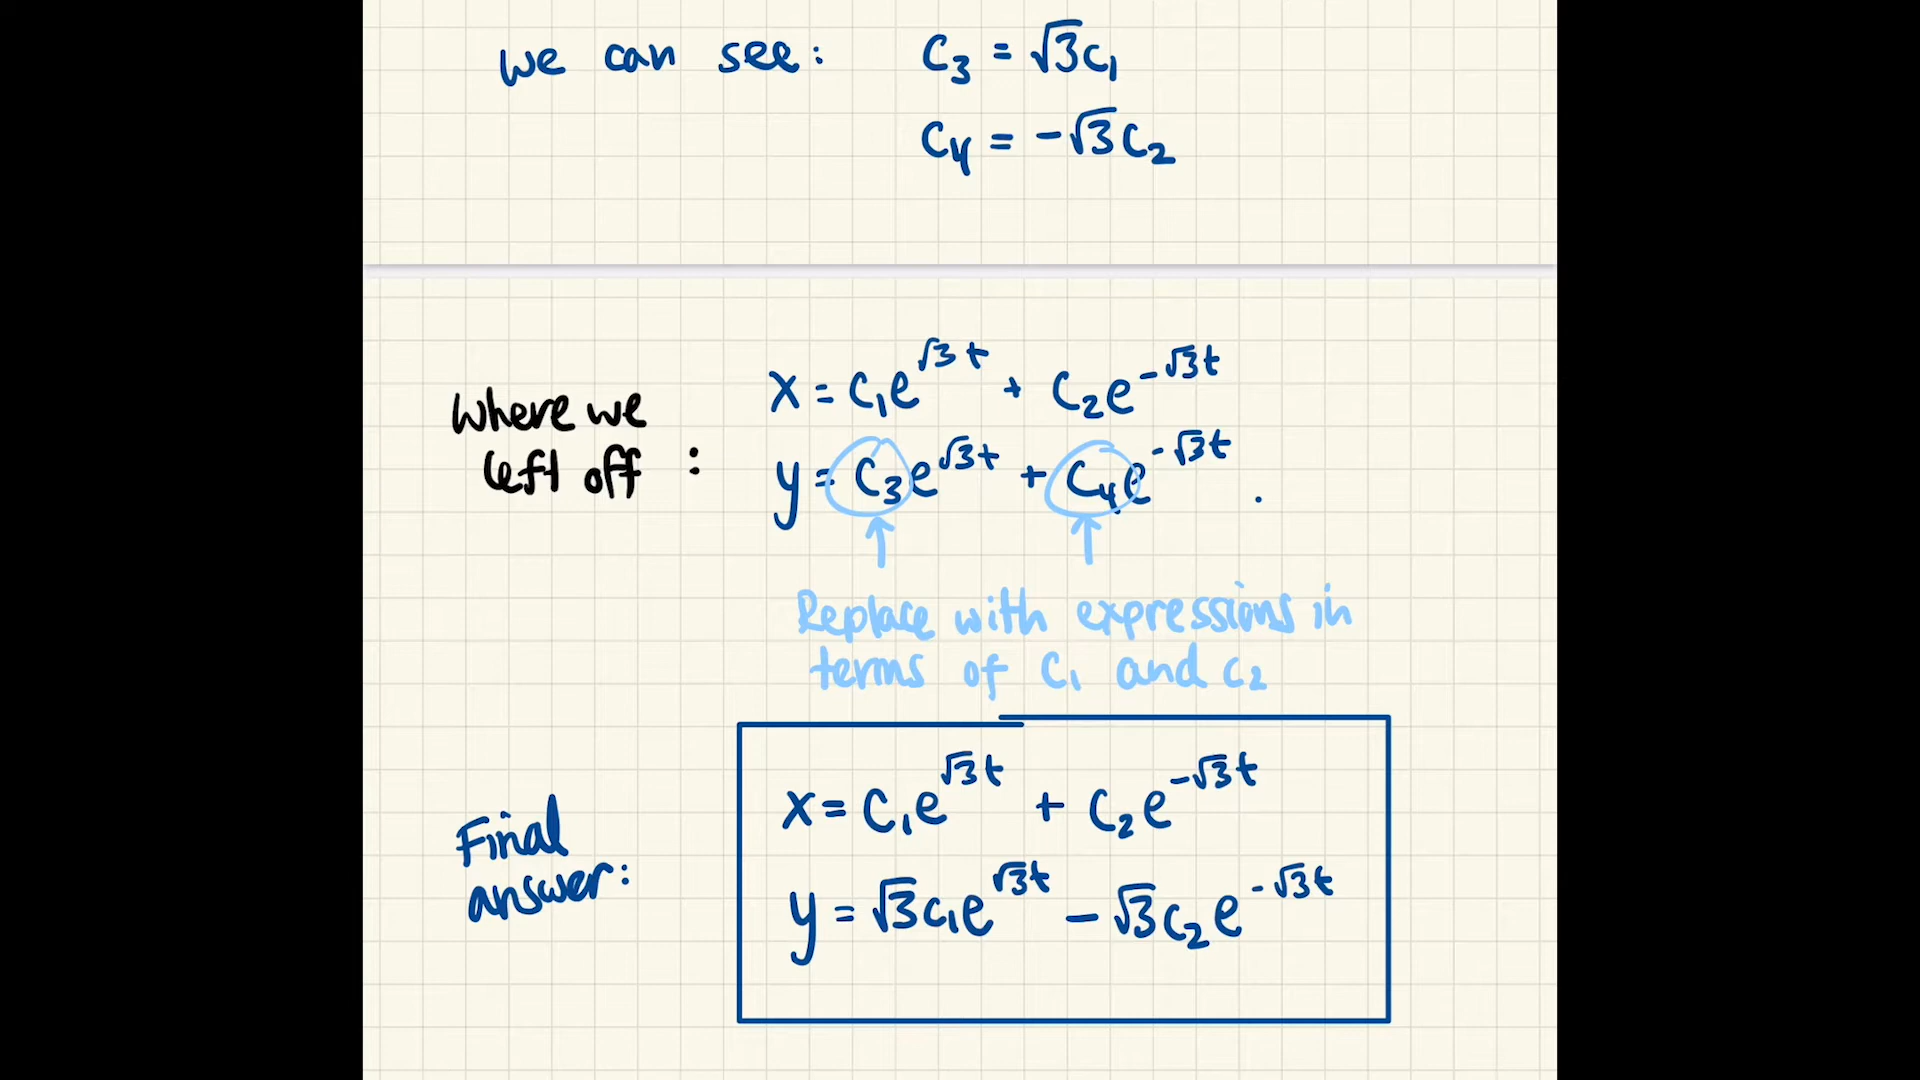 we can see: C₃ = √3c₁
C₄ = -√3c₂
Where we
left off :
x = c₁e^{√3t} + c₂e^{-√3t}
y = c₃e^{√3t} + c₄e^{-√3t} .
Replace with expressions in
terms of c₁ and c₂
Final
answer:
x = c₁e^{√3t} + c₂e^{-√3t}
y = √3c₁e^{√3t} - √3c₂e^{-√3t}